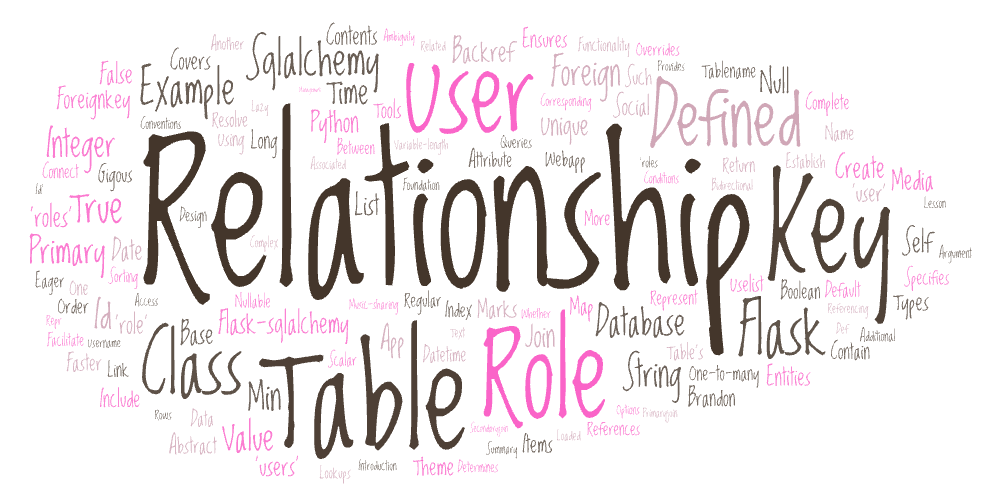 Another
Contents
Ambiguity
Related
Ensures
Covers
Sqlalchemy
Backref
Functionality
Overrides
False
Example
Time
User
Foreign
Such
Provides
Tablename
Null
Foreignkey
Lazy
Management
Tools
Corresponding
Social
Defined
Complete
Conventions
Resolve
Python
Unique
Name
Integer
Using
Long
Between
Variable-length
Queries
Connect
Gigous
Associated
Attribute
Webapp
'roles
Return
Establish
Create
Id'
Foundation
Conditions
Bidirectional
'user'
Media
'roles'
True
Design
List
Relationship
More
Key
Lesson
Primary
Date
Complex
Self
Argument
Eager
One
Sorting
Uselist
Specifies
Order
Id
'role'
Access
Nullable
Music-sharing
Regular
Index
Marks
Whether
Map
Represent
Boolean
Default
Types
Repr
Base
Flask-sqlalchemy
Text
Join
Database
Flask
Referencing
Facilitate
Username
Class
App
Datetime
Role
Table's
Def
Additional
Contain
Faster
Link
Scalar
Table
String
One-to-many
Entities
Include
Min
Brandon
Rows
Data
Options
Primaryjoin
Abstract
Value
Secondaryjoin
References
'users'
Summary
Items
Loaded
Lookups
Introduction
Theme
Determines